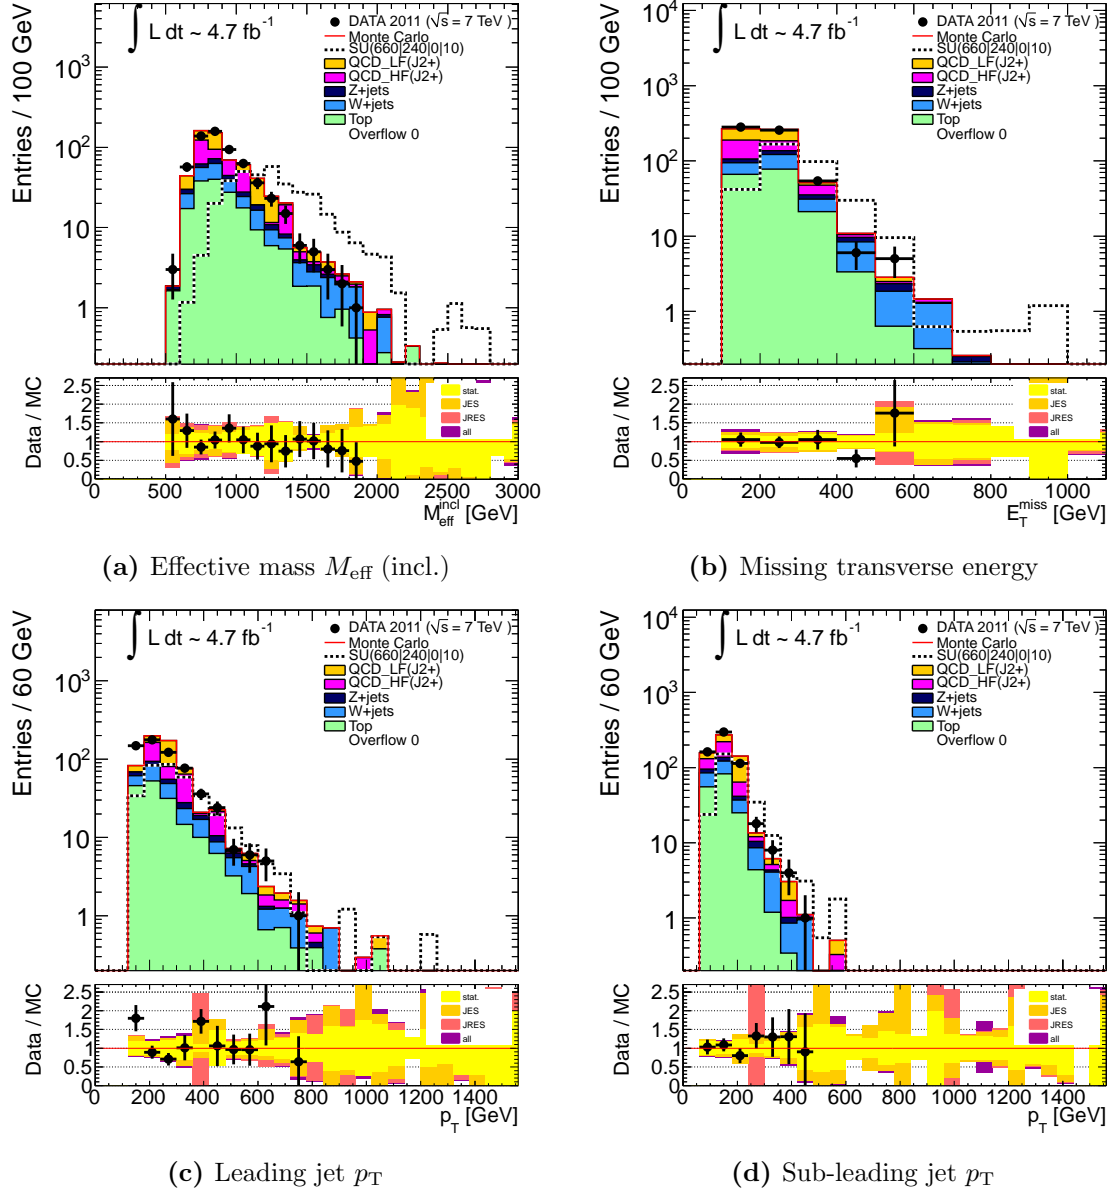 ∫ L dt ~ 4.7 fb⁻¹
DATA 2011 (√s = 7 TeV )
Monte Carlo
SU(660|240|0|10)
QCD_LF(J2+)
QCD_HF(J2+)
Z+jets
W+jets
Top
Overflow 0
Entries / 100 GeV
10³
10²
10
1
Data / MC
2.5
2
1.5
1
0.5
0
stat.
JES
JRES
all
0 500 1000 1500 2000 2500 3000
M_eff^incl [GeV]
(a) Effective mass M_eff (incl.)
∫ L dt ~ 4.7 fb⁻¹
DATA 2011 (√s = 7 TeV )
Monte Carlo
SU(660|240|0|10)
QCD_LF(J2+)
QCD_HF(J2+)
Z+jets
W+jets
Top
Overflow 0
Entries / 100 GeV
10⁴
10³
10²
10
1
Data / MC
2.5
2
1.5
1
0.5
0
stat.
JES
JRES
all
0 200 400 600 800 1000
E_T^miss [GeV]
(b) Missing transverse energy
∫ L dt ~ 4.7 fb⁻¹
DATA 2011 (√s = 7 TeV )
Monte Carlo
SU(660|240|0|10)
QCD_LF(J2+)
QCD_HF(J2+)
Z+jets
W+jets
Top
Overflow 0
Entries / 60 GeV
10³
10²
10
1
Data / MC
2.5
2
1.5
1
0.5
0
stat.
JES
JRES
all
0 200 400 600 800 1000 1200 1400
p_T [GeV]
(c) Leading jet p_T
∫ L dt ~ 4.7 fb⁻¹
DATA 2011 (√s = 7 TeV )
Monte Carlo
SU(660|240|0|10)
QCD_LF(J2+)
QCD_HF(J2+)
Z+jets
W+jets
Top
Overflow 0
Entries / 60 GeV
10⁴
10³
10²
10
1
Data / MC
2.5
2
1.5
1
0.5
0
stat.
JES
JRES
all
0 200 400 600 800 1000 1200 1400
p_T [GeV]
(d) Sub-leading jet p_T